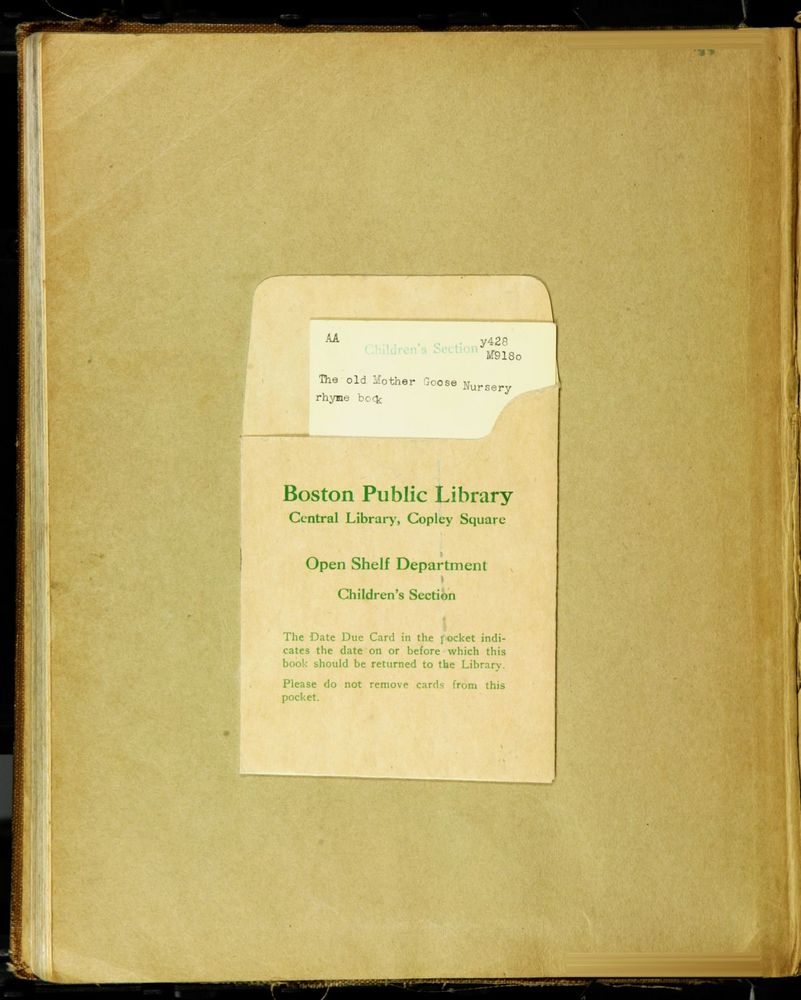 AA
Children's Section y428
M918o
The old Mother Goose Nursery
rhyme book
Boston Public Library
Central Library, Copley Square
Open Shelf Department
Children's Section
The Date Due Card in the pocket indi-
cates the date on or before which this
book should be returned to the Library.
Please do not remove cards from this
pocket.